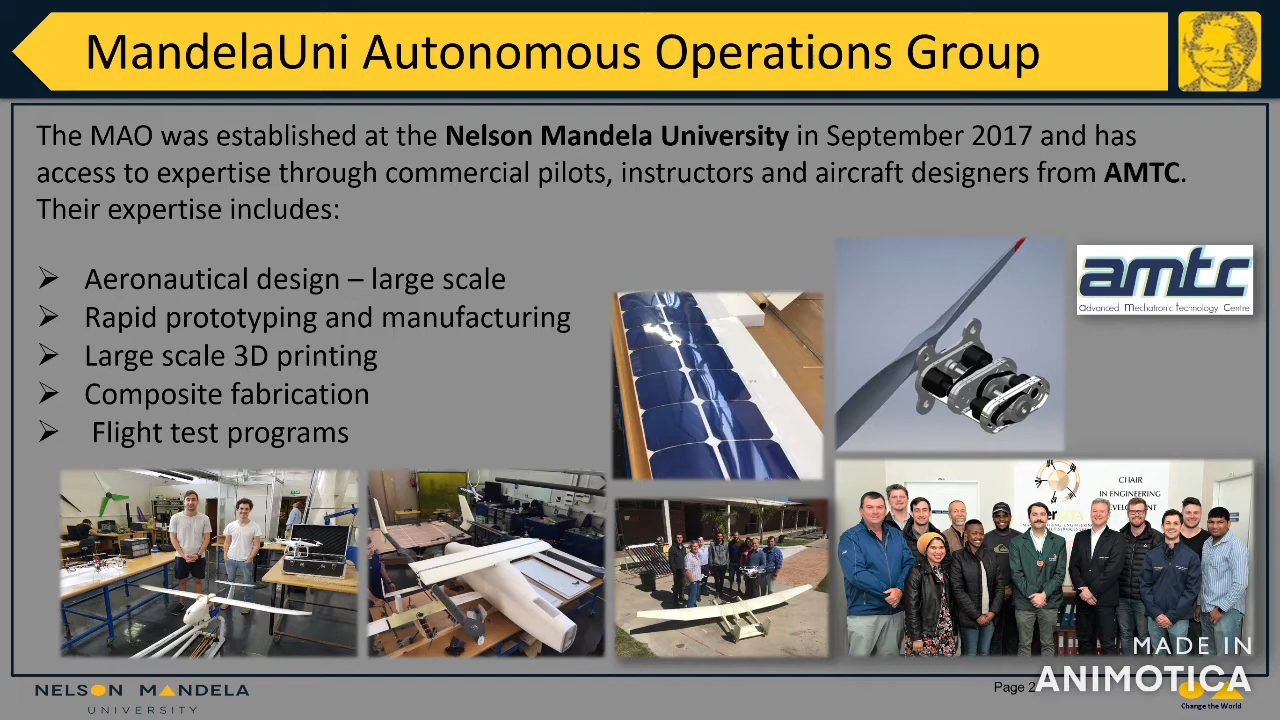 MandelaUni Autonomous Operations Group
The MAO was established at the Nelson Mandela University in September 2017 and has
access to expertise through commercial pilots, instructors and aircraft designers from AMTC.
Their expertise includes:
➢ Aeronautical design – large scale
➢ Rapid prototyping and manufacturing
➢ Large scale 3D printing
➢ Composite fabrication
➢ Flight test programs
amtc
advanced Mechatronic Technology Centre
CHAIR
IN ENGINEERING
MADE IN
ANIMOTICA
NELSON MANDELA
UNIVERSITY
Page 2
Change the World